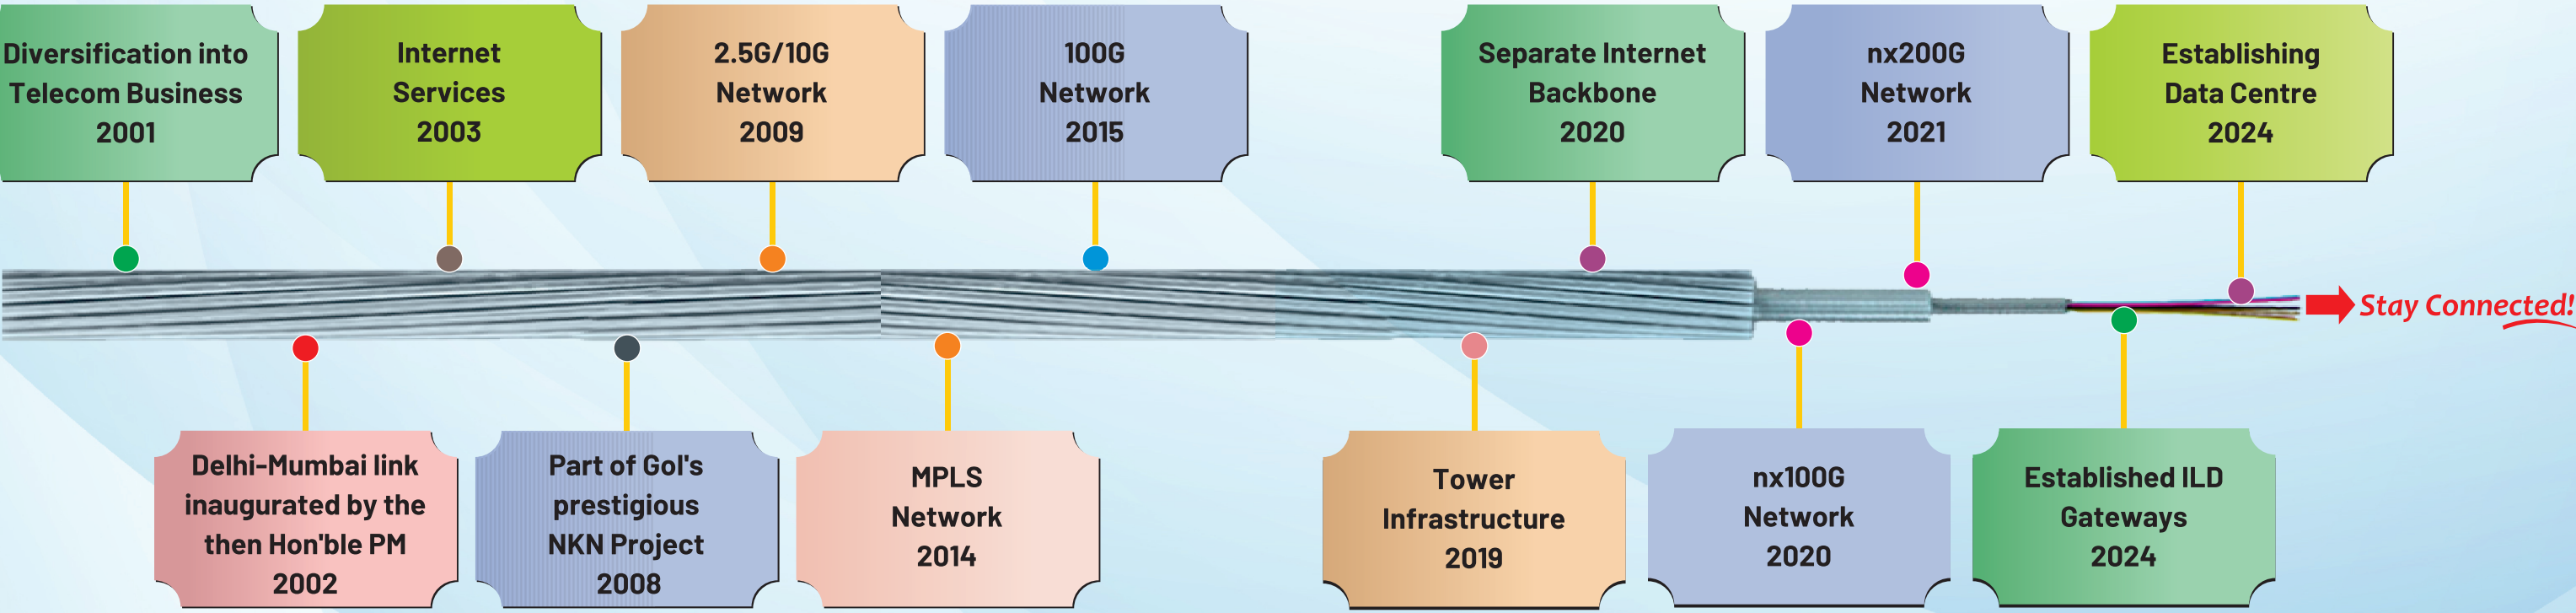 Diversification into
Telecom Business
2001
Internet
Services
2003
2.5G/10G
Network
2009
100G
Network
2015
Separate Internet
Backbone
2020
nx200G
Network
2021
Establishing
Data Centre
2024
Stay Connected!
Delhi-Mumbai link
inaugurated by the
then Hon'ble PM
2002
Part of GoI's
prestigious
NKN Project
2008
MPLS
Network
2014
Tower
Infrastructure
2019
nx100G
Network
2020
Established ILD
Gateways
2024